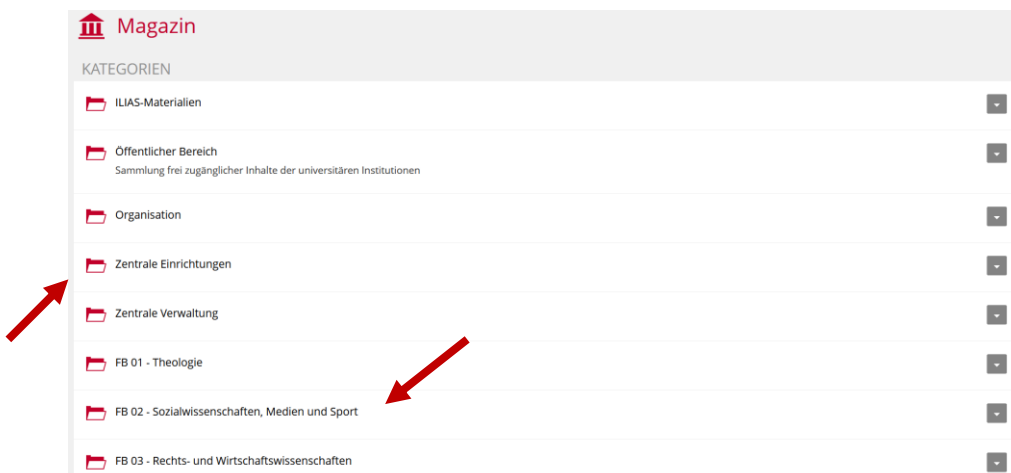 Magazin
KATEGORIEN
ILIAS-Materialien
Öffentlicher Bereich
Sammlung frei zugänglicher Inhalte der universitären Institutionen
Organisation
Zentrale Einrichtungen
Zentrale Verwaltung
FB 01 - Theologie
FB 02 - Sozialwissenschaften, Medien und Sport
FB 03 - Rechts- und Wirtschaftswissenschaften